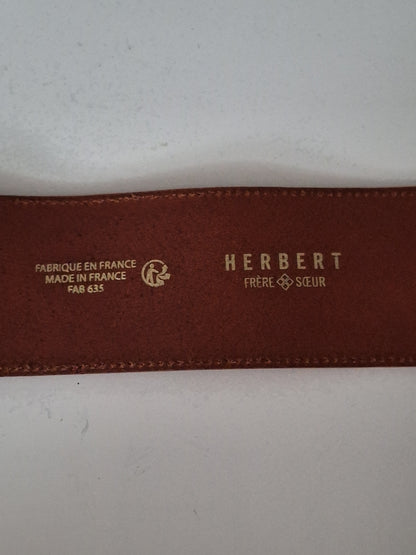 FABRIQUE EN FRANCE
MADE IN FRANCE
FAB 635
HERBERT
FRÈRE SŒUR